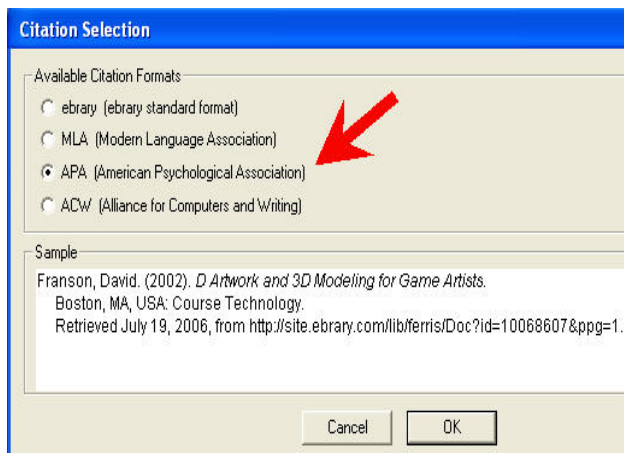 Citation Selection
Available Citation Formats
ebrary (ebrary standard format)
MLA (Modern Language Association)
APA (American Psychological Association)
ACW (Alliance for Computers and Writing)
Sample
Franson, David. (2002). D Artwork and 3D Modeling for Game Artists.
Boston, MA, USA: Course Technology.
Retrieved July 19, 2006, from http://site.ebrary.com/lib/ferris/Doc?id=10068607&ppg=1.
Cancel OK